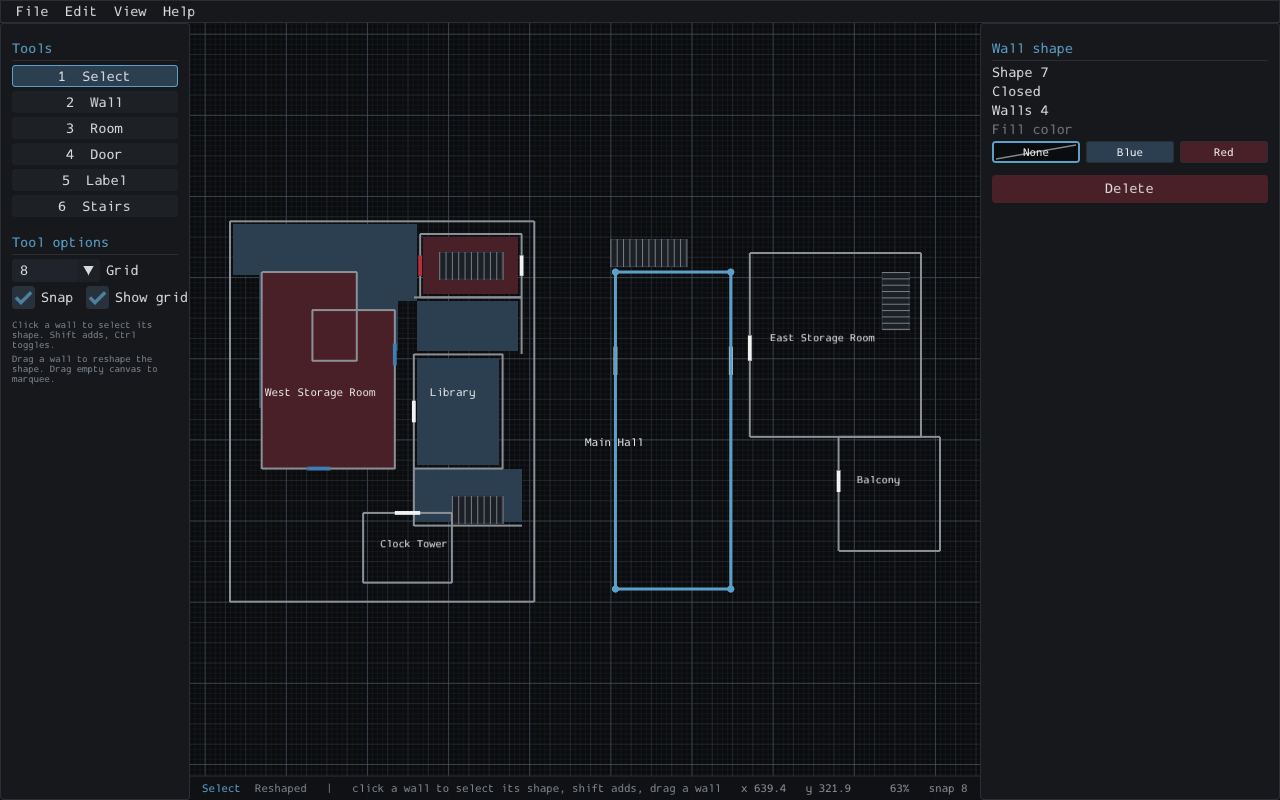 File Edit View Help
Tools
1 Select
2 Wall
3 Room
4 Door
5 Label
6 Stairs
Tool options
8 ▼ Grid
Snap Show grid
Click a wall to select its
shape. Shift adds, Ctrl
toggles.
Drag a wall to reshape the
shape. Drag empty canvas to
marquee.
East Storage Room
West Storage Room
Library
Main Hall
Balcony
Clock Tower
Wall shape
Shape 7
Closed
Walls 4
Fill color
None Blue Red
Delete
Select Reshaped | click a wall to select its shape, shift adds, drag a wall x 639.4 y 321.9 63% snap 8